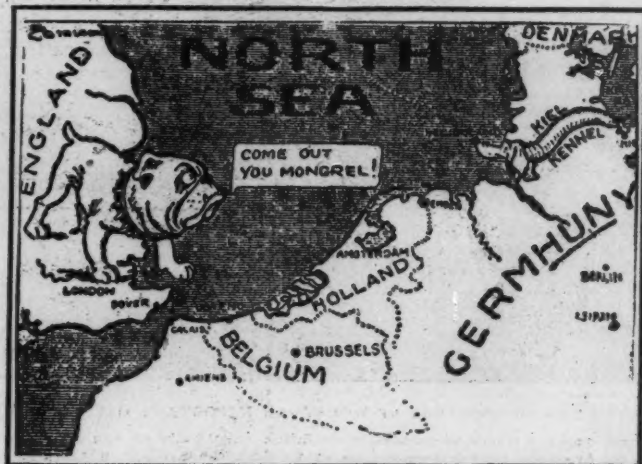 ENGLAND
NORTH
SEA
DENMARK
KIEL
KENNEL
COME OUT
YOU MONGREL!
AMSTERDAM
HOLLAND
GERMHUNY
BERLIN
LEIPZIG
LONDON
DOVER
CALAIS
BELGIUM
BRUSSELS
AMIENS